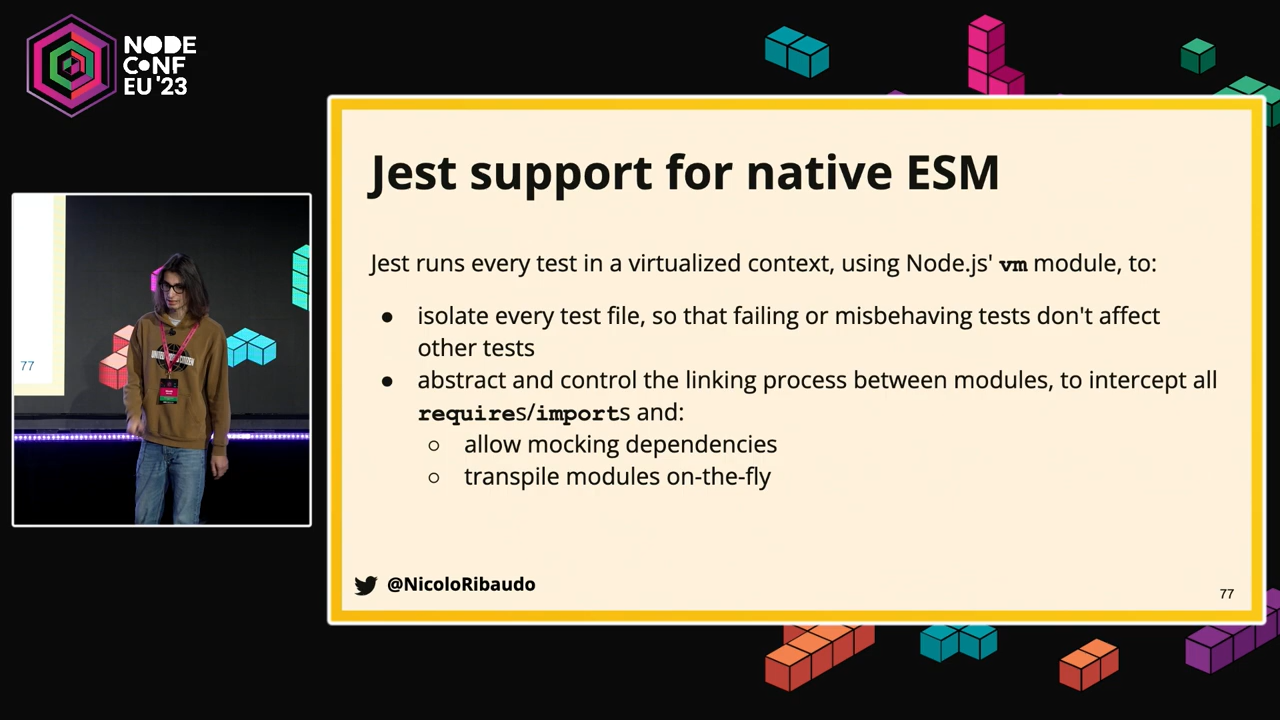 NODE
CONF
EU '23
Jest support for native ESM
Jest runs every test in a virtualized context, using Node.js' vm module, to:
● isolate every test file, so that failing or misbehaving tests don't affect
other tests
● abstract and control the linking process between modules, to intercept all
requires/imports and:
○ allow mocking dependencies
○ transpile modules on-the-fly
@NicoloRibaudo
77
77